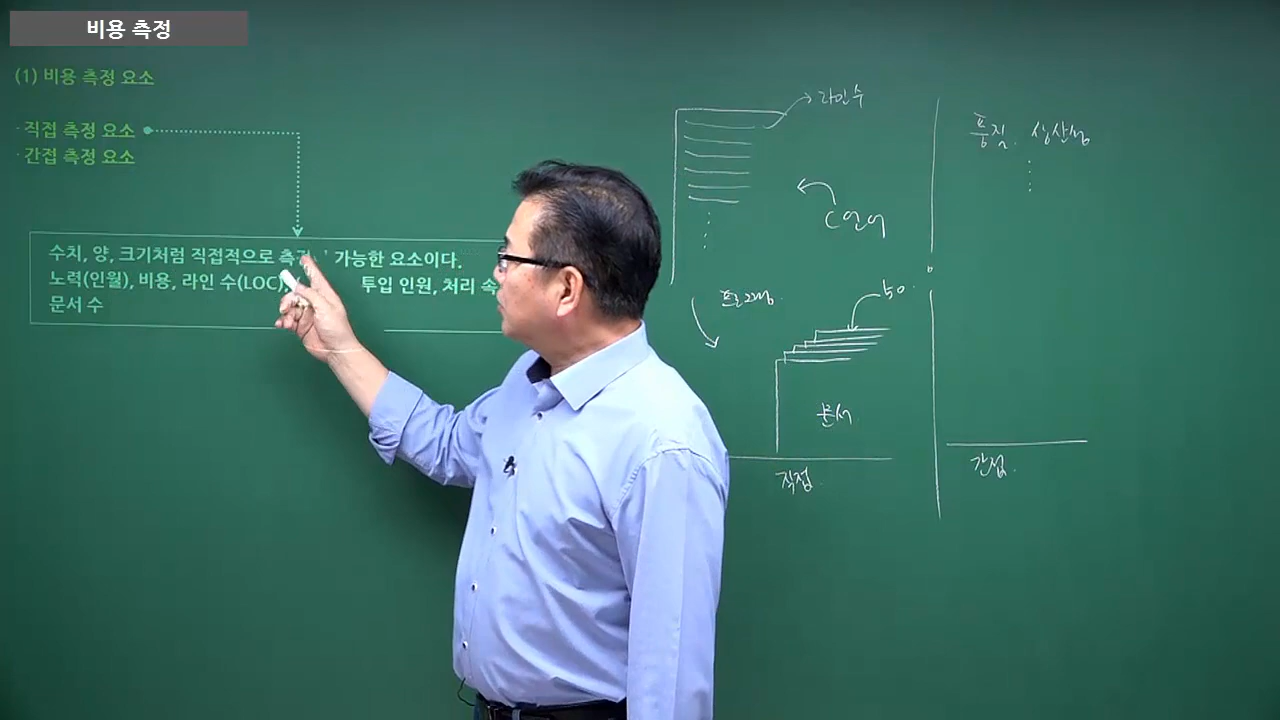 비용 측정
(1) 비용 측정 요소
· 직접 측정 요소
· 간접 측정 요소
수치, 양, 크기처럼 직접적으로 측 가능한 요소이다.
노력(인월), 비용, 라인 수(LOC) 투입 인원, 처리 속
문서 수
라인수
C언어
프로그램
50
문서
직접
품질. 생산성
간접